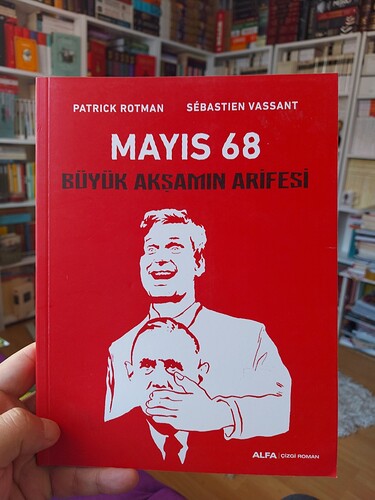 PATRICK ROTMAN SÉBASTIEN VASSANT
MAYIS 68
BÜYÜK AKŞAMIN ARİFESİ
ALFA | ÇİZGİ ROMAN